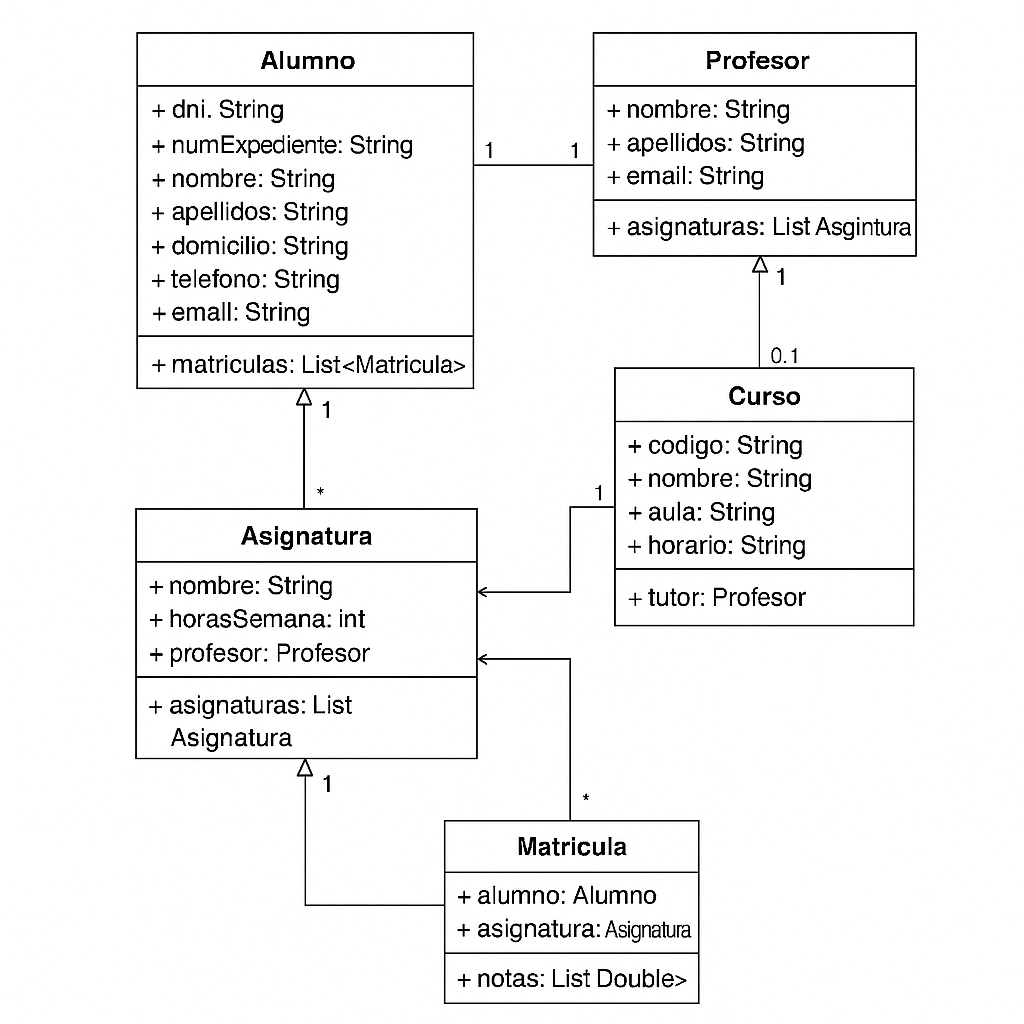 Alumno
+ dni. String
+ numExpediente: String
+ nombre: String
+ apellidos: String
+ domicilio: String
+ telefono: String
+ emall: String
+ matriculas: List<Matricula>
1
1
Profesor
+ nombre: String
+ apellidos: String
+ email: String
+ asignaturas: List Asgintura
1
0.1
Curso
+ codigo: String
+ nombre: String
+ aula: String
+ horario: String
+ tutor: Profesor
1
1
*
Asignatura
+ nombre: String
+ horasSemana: int
+ profesor: Profesor
+ asignaturas: List
Asignatura
1
*
Matricula
+ alumno: Alumno
+ asignatura: Asignatura
+ notas: List Double>